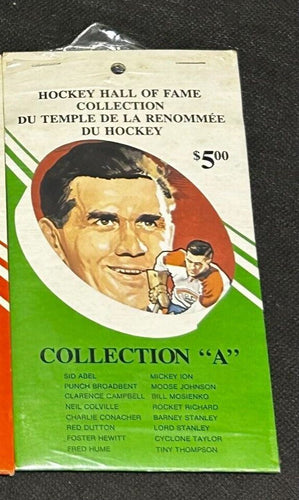 HOCKEY HALL OF FAME
COLLECTION
DU TEMPLE DE LA RENOMMÉE
DU HOCKEY
$5.00
COLLECTION “A”
SID ABEL
PUNCH BROADBENT
CLARENCE CAMPBELL
NEIL COLVILLE
CHARLIE CONACHER
RED DUTTON
FOSTER HEWITT
FRED HUME
MICKEY ION
MOOSE JOHNSON
BILL MOSIENKO
ROCKET RICHARD
BARNEY STANLEY
LORD STANLEY
CYCLONE TAYLOR
TINY THOMPSON